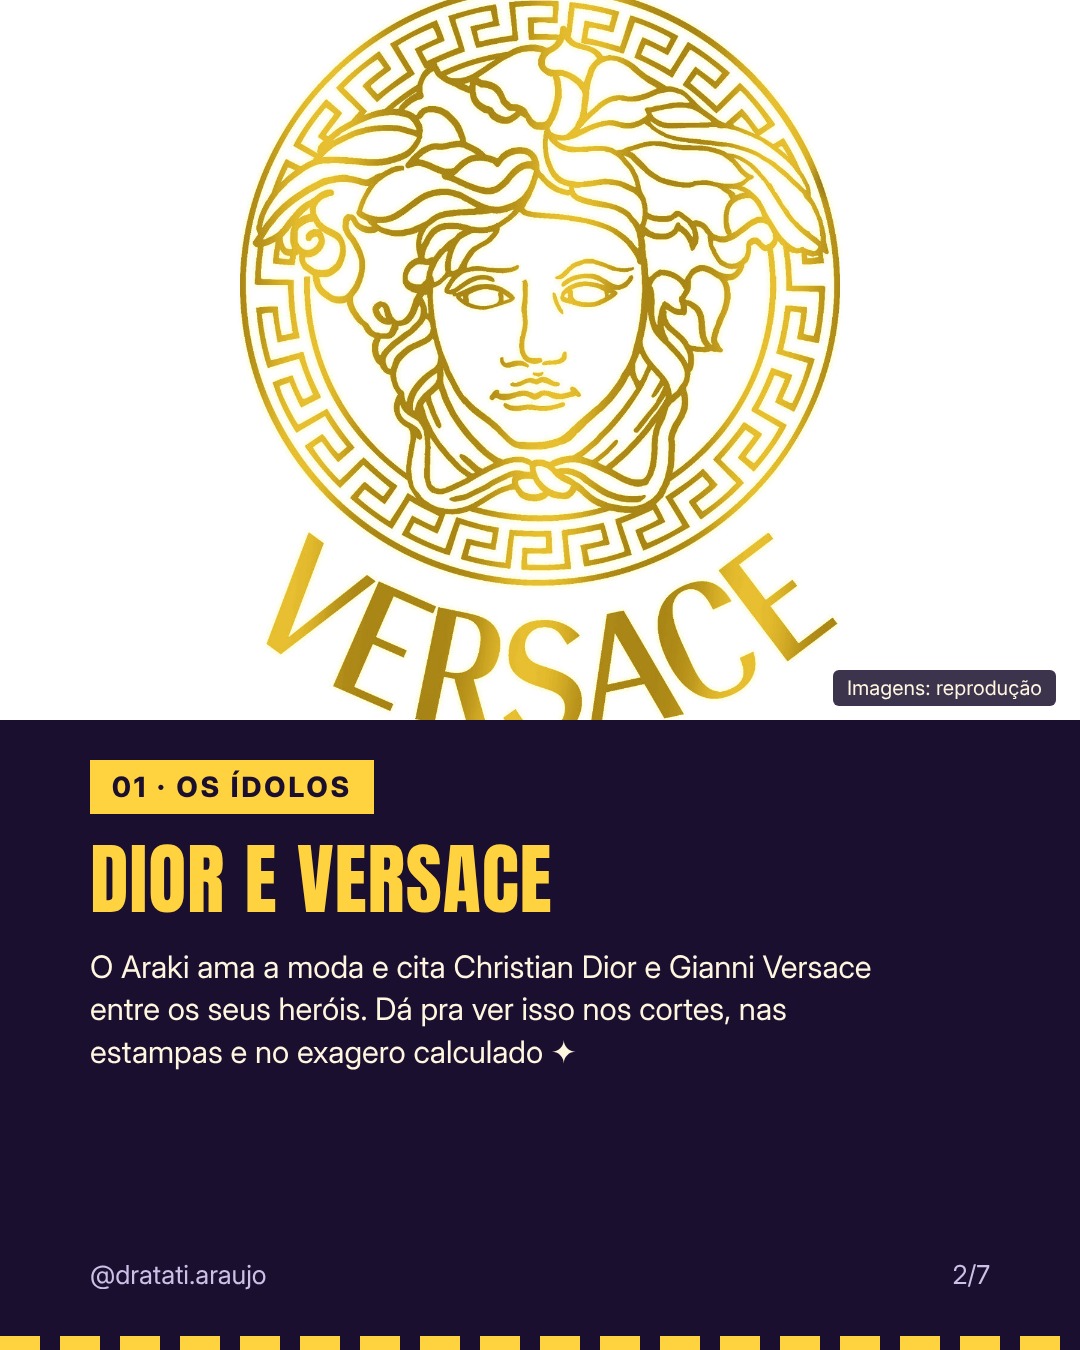 VERSACE
Imagens: reprodução
01 · OS ÍDOLOS
DIOR E VERSACE
O Araki ama a moda e cita Christian Dior e Gianni Versace
entre os seus heróis. Dá pra ver isso nos cortes, nas
estampas e no exagero calculado ✦
@dratati.araujo
2/7